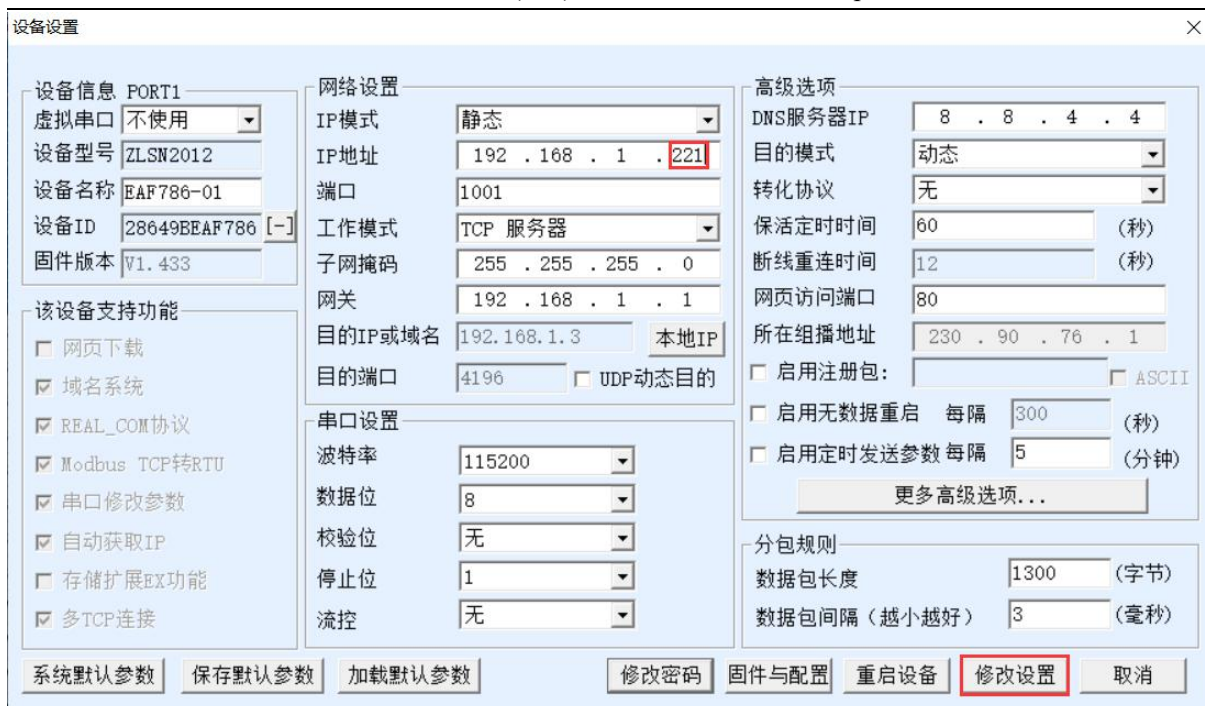 设备设置
设备信息 PORT1
虚拟串口 不使用
设备型号 ZLSN2012
设备名称 EAF786-01
设备ID 28649BEAF786 [-]
固件版本 V1.433
该设备支持功能
网页下载
域名系统
REAL_COM协议
Modbus TCP转RTU
串口修改参数
自动获取IP
存储扩展EX功能
多TCP连接
网络设置
IP模式 静态
IP地址 192 . 168 . 1 . 221
端口 1001
工作模式 TCP 服务器
子网掩码 255 . 255 . 255 . 0
网关 192 . 168 . 1 . 1
目的IP或域名 192.168.1.3 本地IP
目的端口 4196 UDP动态目的
串口设置
波特率 115200
数据位 8
校验位 无
停止位 1
流控 无
高级选项
DNS服务器IP 8 . 8 . 4 . 4
目的模式 动态
转化协议 无
保活定时时间 60 (秒)
断线重连时间 12 (秒)
网页访问端口 80
所在组播地址 230 . 90 . 76 . 1
启用注册包: ASCII
启用无数据重启 每隔 300 (秒)
启用定时发送参数 每隔 5 (分钟)
更多高级选项...
分包规则
数据包长度 1300 (字节)
数据包间隔（越小越好） 3 (毫秒)
系统默认参数 保存默认参数 加载默认参数 修改密码 固件与配置 重启设备 修改设置 取消